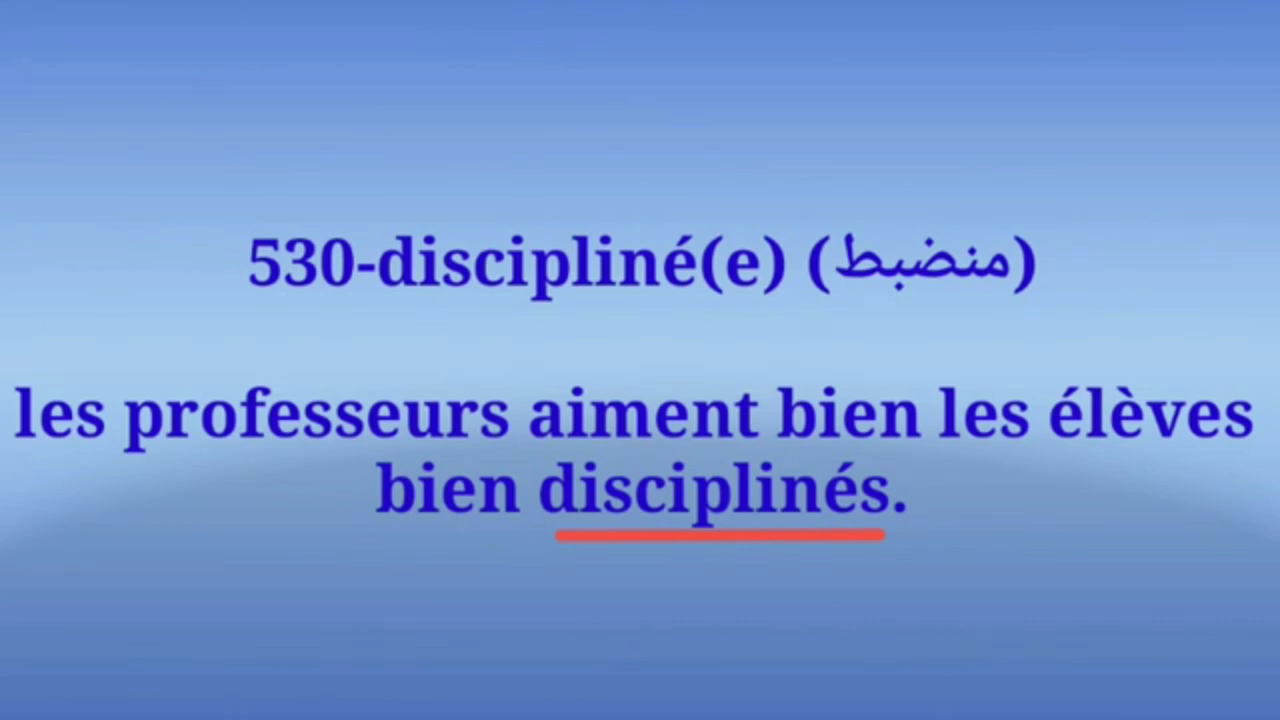 530-discipliné(e) (منضبط)
les professeurs aiment bien les élèves
bien disciplinés.